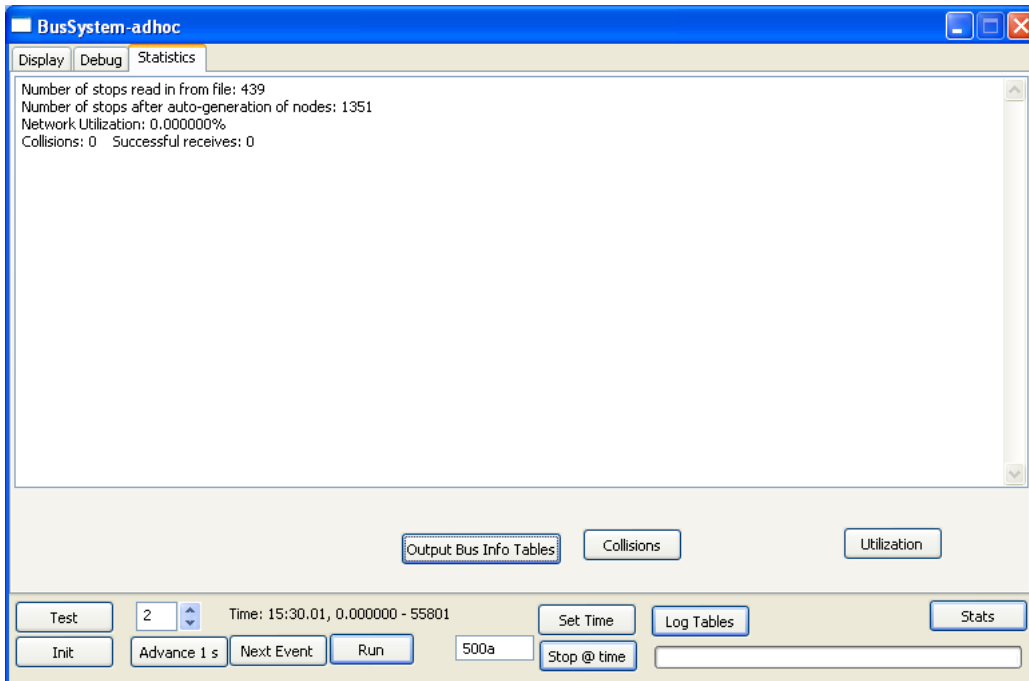 BusSystem-adhoc
Display Debug Statistics
Number of stops read in from file: 439
Number of stops after auto-generation of nodes: 1351
Network Utilization: 0.000000%
Collisions: 0 Successful receives: 0
Output Bus Info Tables Collisions Utilization
Test 2 Time: 15:30.01, 0.000000 - 55801 Set Time Log Tables Stats
Init Advance 1 s Next Event Run 500a Stop @ time